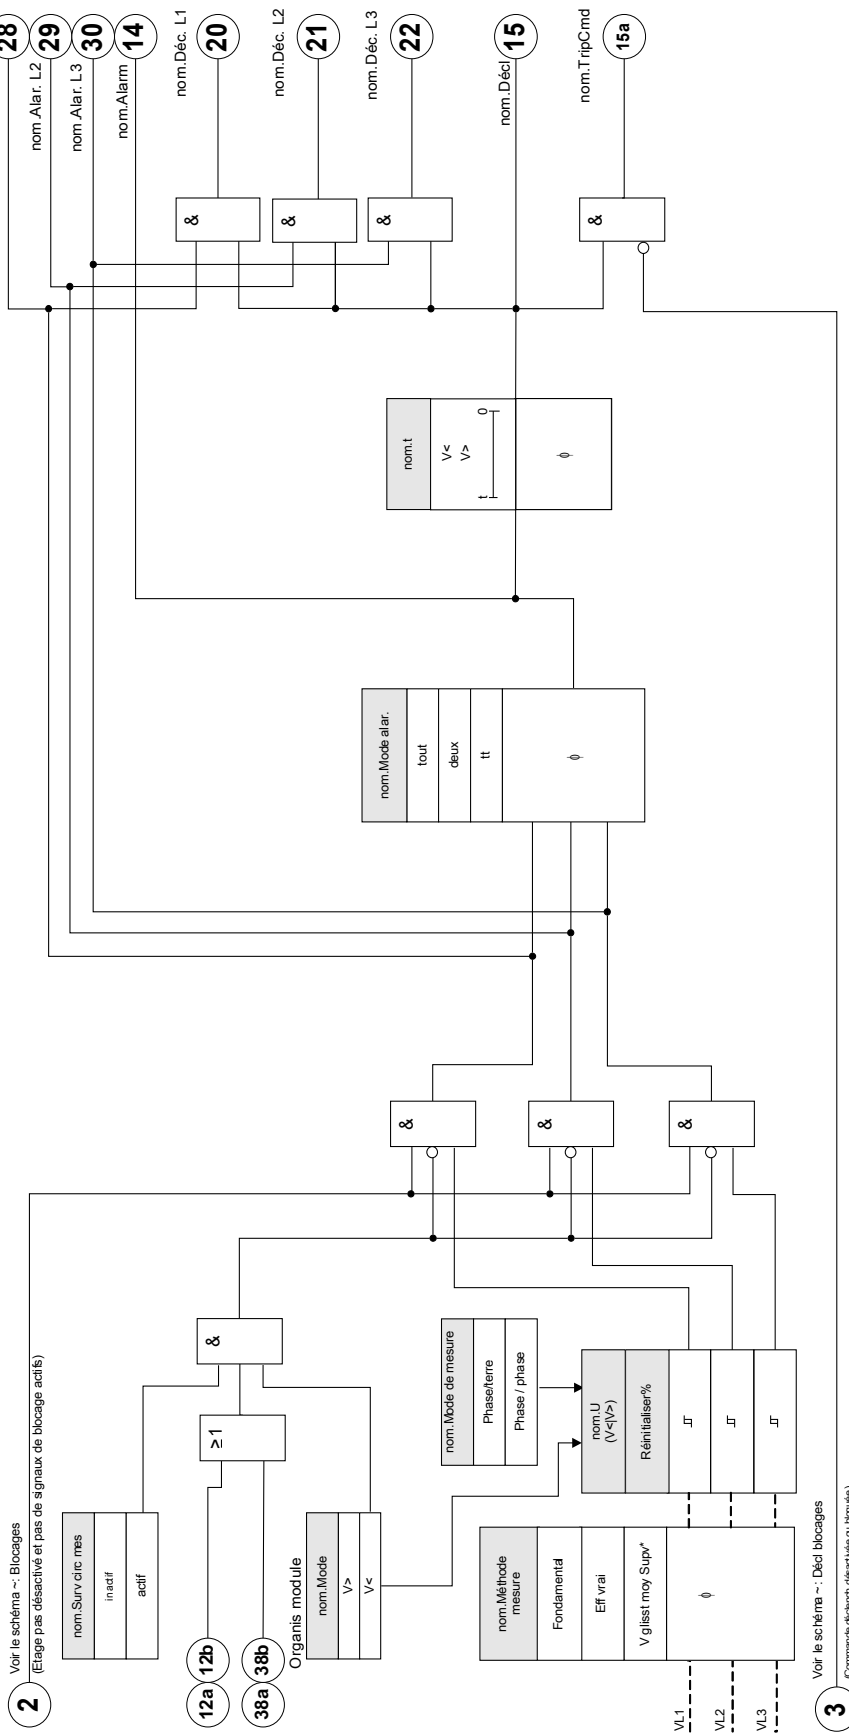 28
29
30
14
20
21
22
15
15a
nom.Alar. L2
nom.Alar. L3
nom.Alarm
nom.Déc. L1
nom.Déc. L2
nom.Déc. L3
nom.Décl
nom.TripCmd
&
&
&
&
nom.t
V<
V>
t
0
φ
nom.Mode alar.
tout
deux
tt
φ
&
&
&
2
Voir le schéma ~: Blocages
(Etage pas désactivé et pas de signaux de blocage actifs)
nom.Surv circ mes
inactif
actif
&
≥1
12a
12b
38a
38b
Organis module
nom.Mode
V>
V<
nom.Mode de mesure
Phase/terre
Phase / phase
nom.U
(V<|V>)
Réinitialiser%
nom.Méthode
mesure
Fondamental
Eff vrai
V glisst moy Supv*
φ
VL1
VL2
VL3
3
Voir le schéma ~: Décl blocages
(Commande déclench. désactivée ou bloquée.)